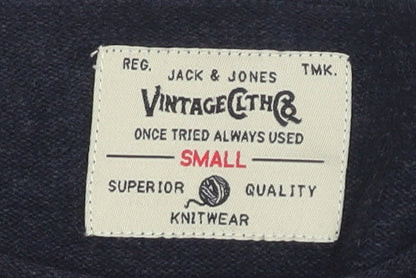 REG. JACK & JONES TMK.
VINTAGE CLTH CO
ONCE TRIED ALWAYS USED
SMALL
SUPERIOR QUALITY
KNITWEAR